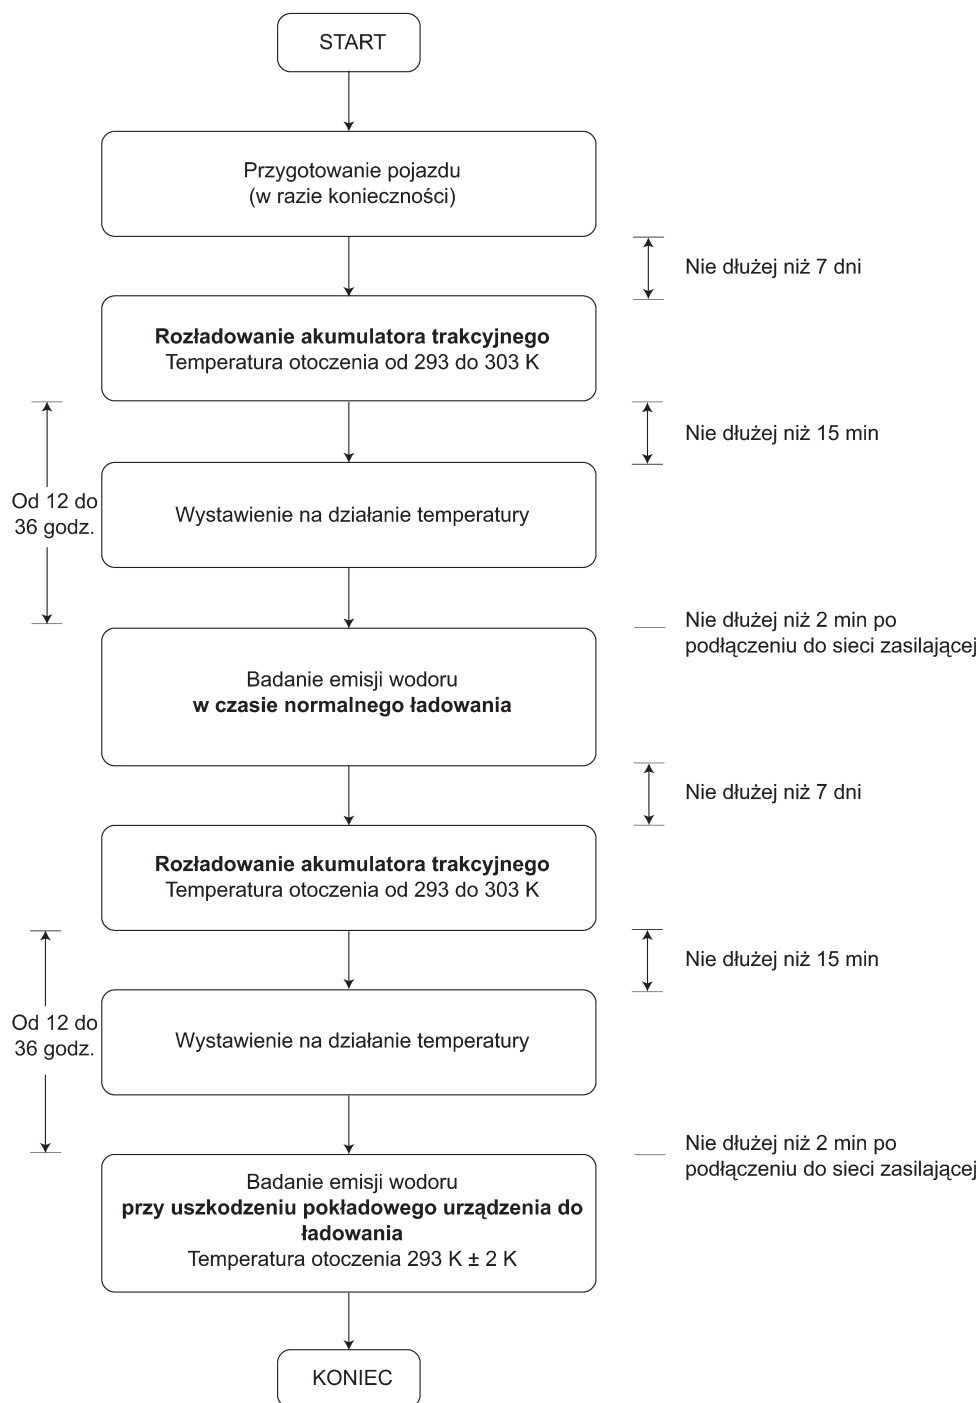 START
Przygotowanie pojazdu
(w razie konieczności)
Nie dłużej niż 7 dni
Rozładowanie akumulatora trakcyjnego
Temperatura otoczenia od 293 do 303 K
Nie dłużej niż 15 min
Od 12 do
36 godz.
Wystawienie na działanie temperatury
Nie dłużej niż 2 min po
podłączeniu do sieci zasilającej
Badanie emisji wodoru
w czasie normalnego ładowania
Nie dłużej niż 7 dni
Rozładowanie akumulatora trakcyjnego
Temperatura otoczenia od 293 do 303 K
Nie dłużej niż 15 min
Od 12 do
36 godz.
Wystawienie na działanie temperatury
Nie dłużej niż 2 min po
podłączeniu do sieci zasilającej
Badanie emisji wodoru
przy uszkodzeniu pokładowego urządzenia do
ładowania
Temperatura otoczenia 293 K ± 2 K
KONIEC